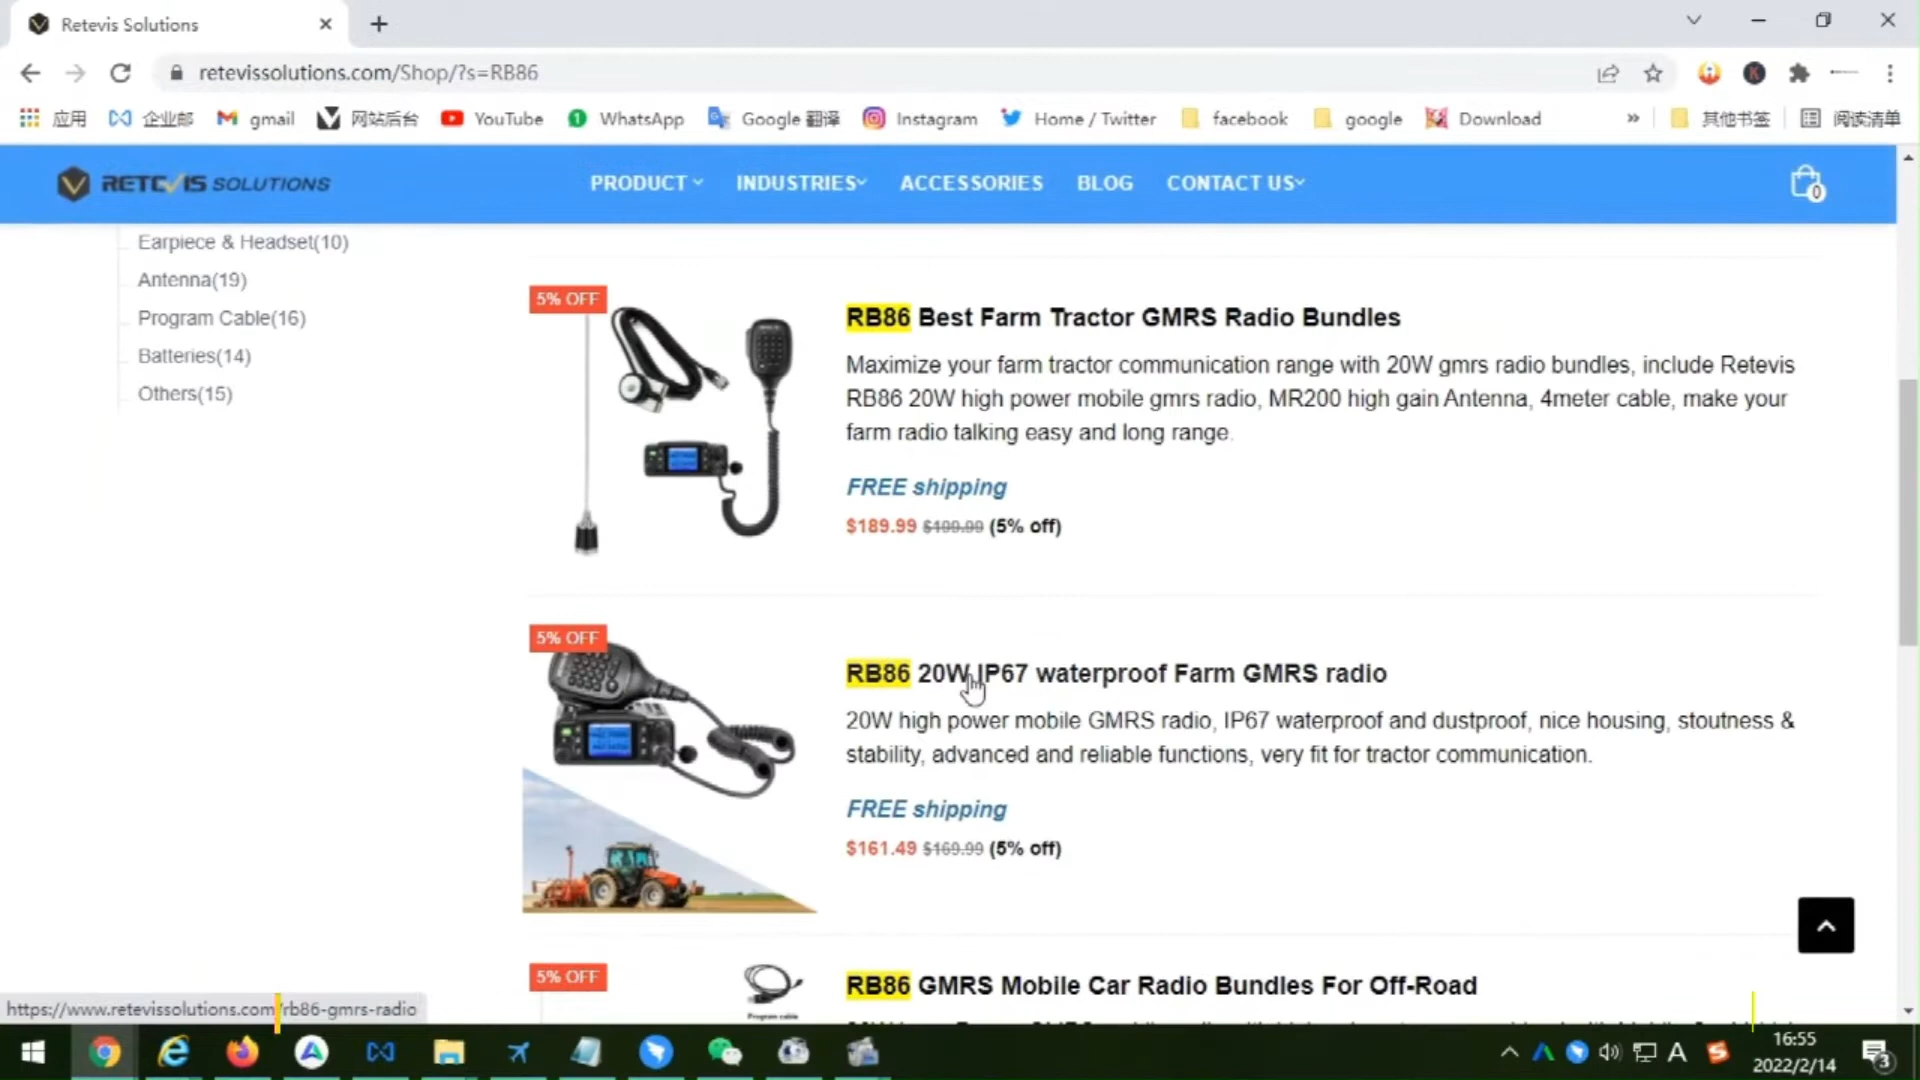 Retevis Solutions
retevissolutions.com/Shop/?s=RB86
应用
企业邮
gmail
网站后台
YouTube
WhatsApp
Google 翻译
Instagram
Home / Twitter
facebook
google
Download
»
其他书签
阅读清单
RETEVIS SOLUTIONS
PRODUCT
INDUSTRIES
ACCESSORIES
BLOG
CONTACT US
0
Earpiece & Headset(10)
Antenna(19)
Program Cable(16)
Batteries(14)
Others(15)
5% OFF
RB86 Best Farm Tractor GMRS Radio Bundles
Maximize your farm tractor communication range with 20W gmrs radio bundles, include Retevis
RB86 20W high power mobile gmrs radio, MR200 high gain Antenna, 4meter cable, make your
farm radio talking easy and long range.
FREE shipping
$189.99 $199.99 (5% off)
5% OFF
RB86 20W IP67 waterproof Farm GMRS radio
20W high power mobile GMRS radio, IP67 waterproof and dustproof, nice housing, stoutness &
stability, advanced and reliable functions, very fit for tractor communication.
FREE shipping
$161.49 $169.99 (5% off)
5% OFF
Program cable
RB86 GMRS Mobile Car Radio Bundles For Off-Road
https://www.retevissolutions.com/rb86-gmrs-radio
A
16:55
2022/2/14
3